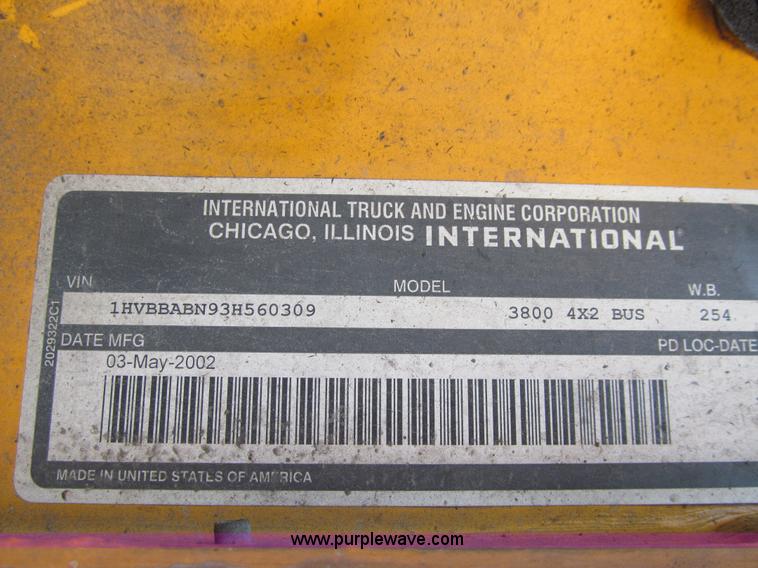 INTERNATIONAL TRUCK AND ENGINE CORPORATION
CHICAGO, ILLINOIS INTERNATIONAL®
VIN MODEL W.B.
1HVBBABN93H560309 3800 4X2 BUS 254
DATE MFG PD LOC-DATE
03-May-2002
MADE IN UNITED STATES OF AMERICA
2029322C1
www.purplewave.com